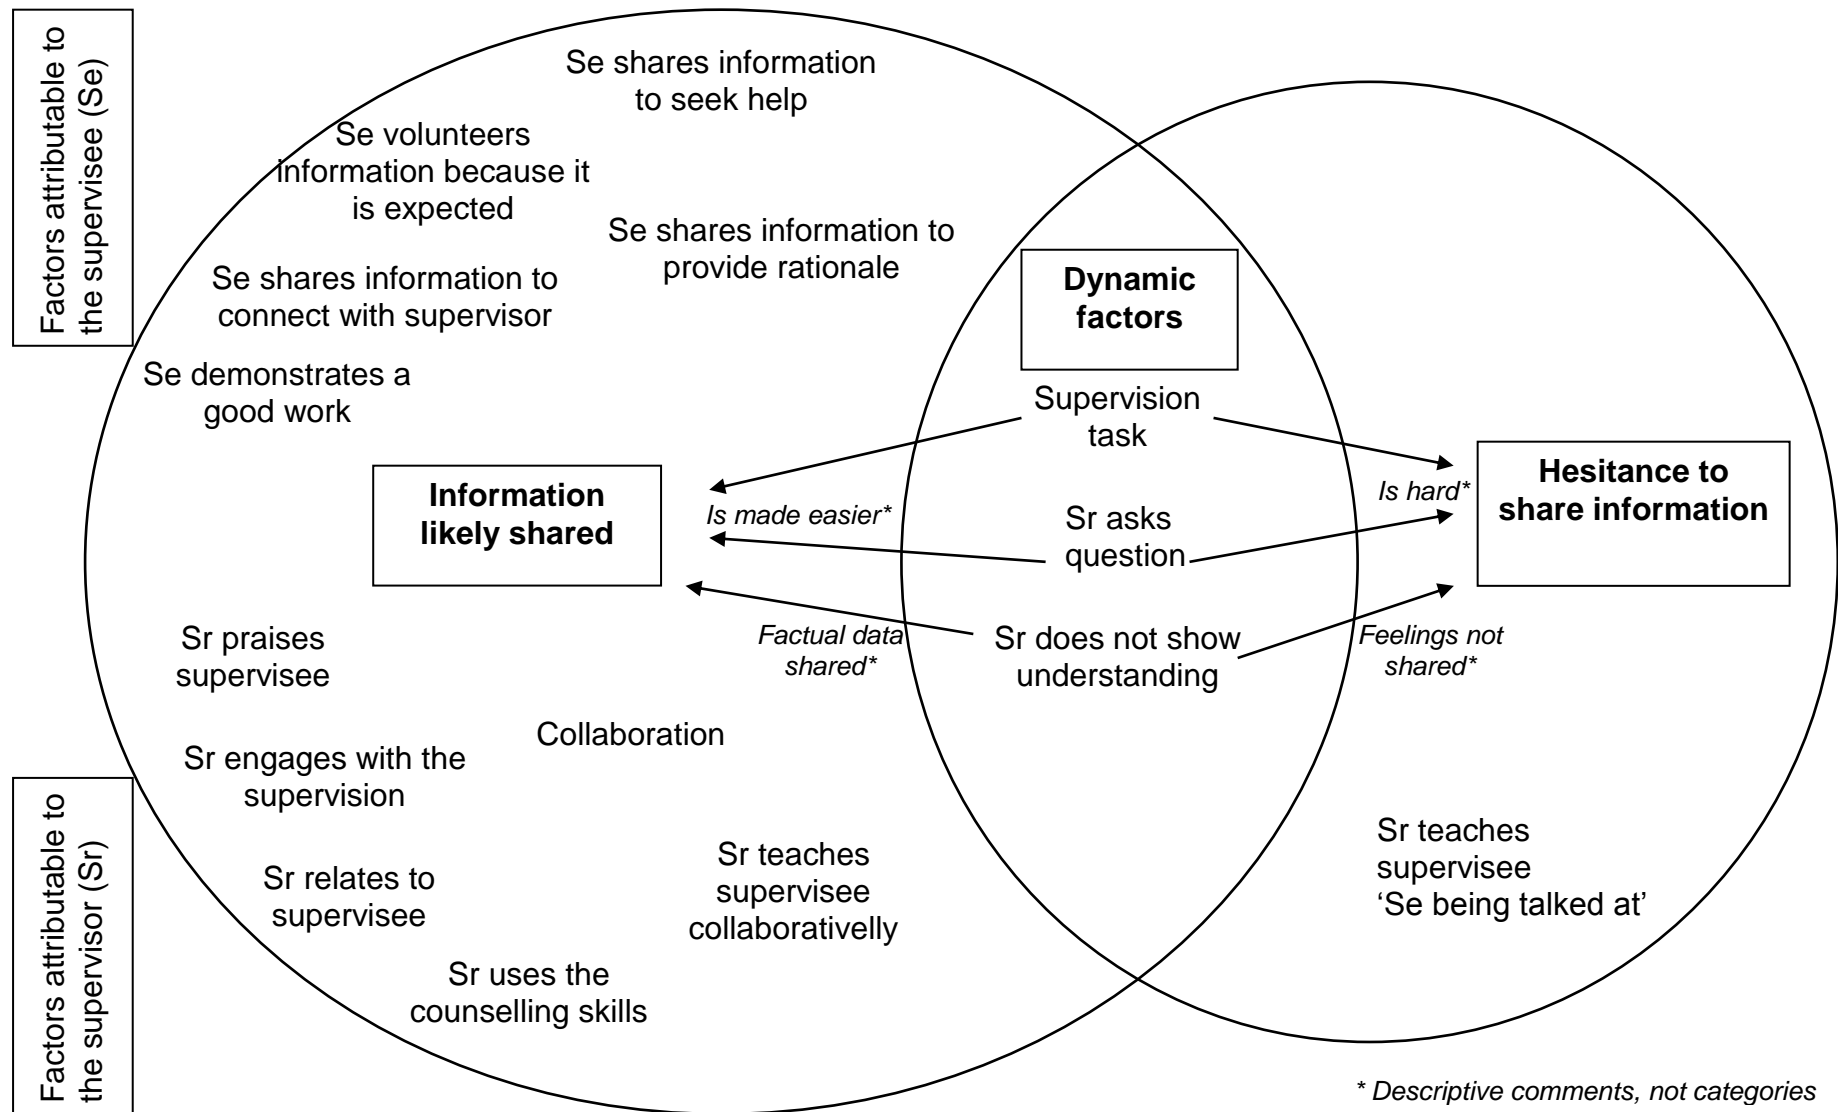 Factors attributable to
the supervisee (Se)
Se shares information
to seek help
Se volunteers
information because it
is expected
Se shares information to
provide rationale
Se shares information to
connect with supervisor
Se demonstrates a
good work
Dynamic
factors
Supervision
task
Information
likely shared
Is made easier*
Sr asks
question
Is hard*
Hesitance to
share information
Factual data
shared*
Sr does not show
understanding
Feelings not
shared*
Sr praises
supervisee
Collaboration
Sr engages with the
supervision
Factors attributable to
the supervisor (Sr)
Sr relates to
supervisee
Sr teaches
supervisee
collaborativelly
Sr uses the
counselling skills
Sr teaches
supervisee
‘Se being talked at’
* Descriptive comments, not categories